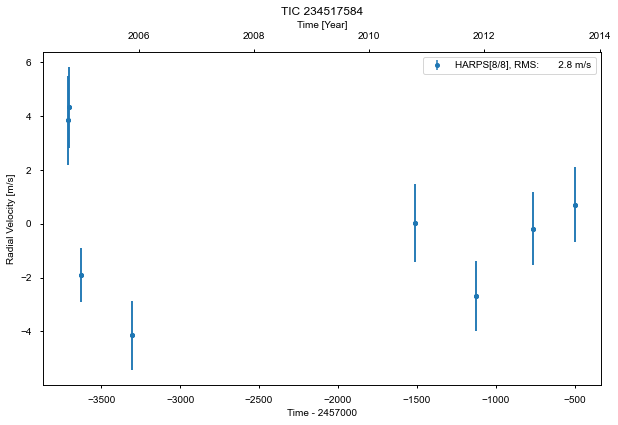 TIC 234517584
Time [Year]
2006 2008 2010 2012 2014
HARPS[8/8], RMS: 2.8 m/s
Radial Velocity [m/s]
6
4
2
0
−2
−4
−3500 −3000 −2500 −2000 −1500 −1000 −500
Time - 2457000